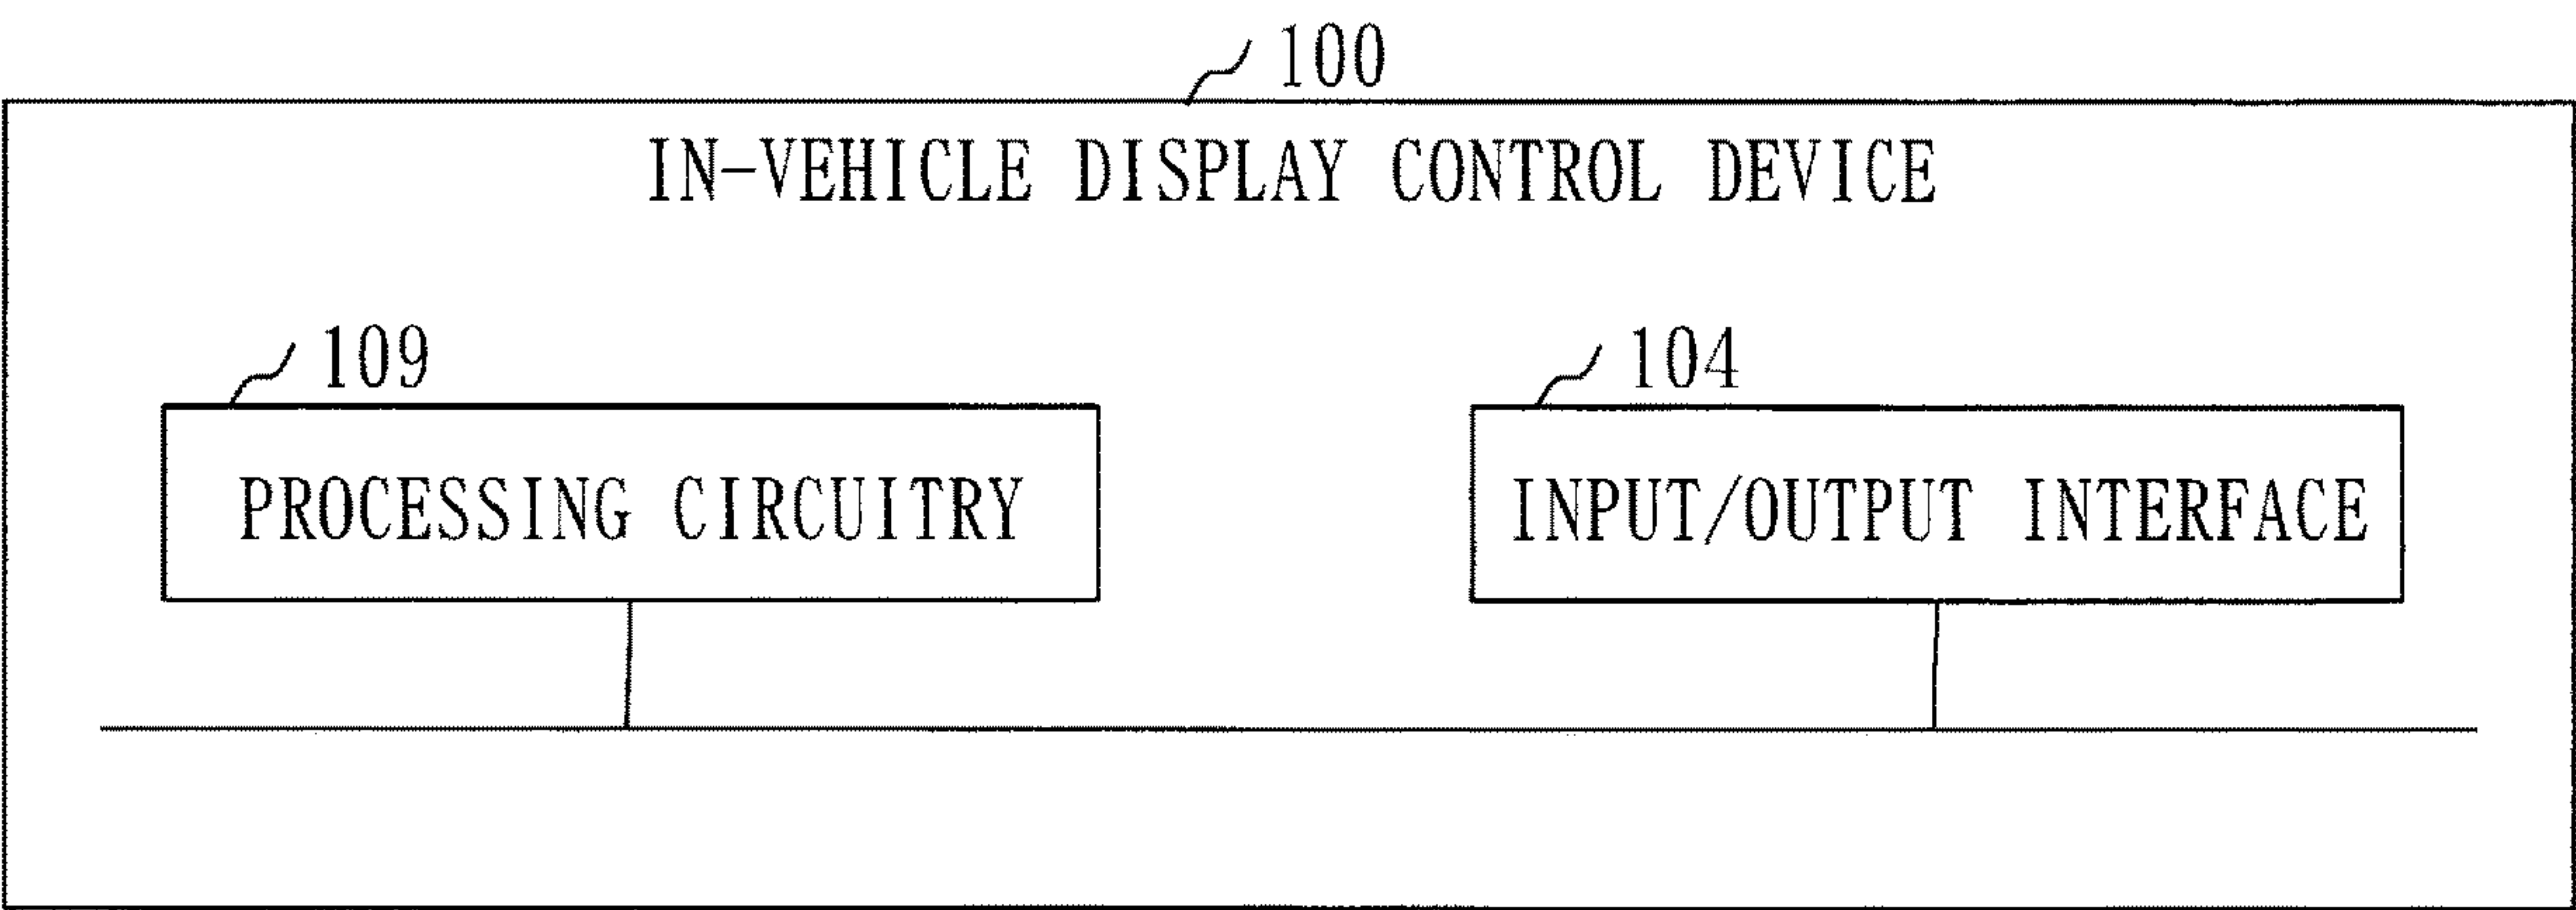 100
IN-VEHICLE DISPLAY CONTROL DEVICE
109
104
PROCESSING CIRCUITRY
INPUT/OUTPUT INTERFACE